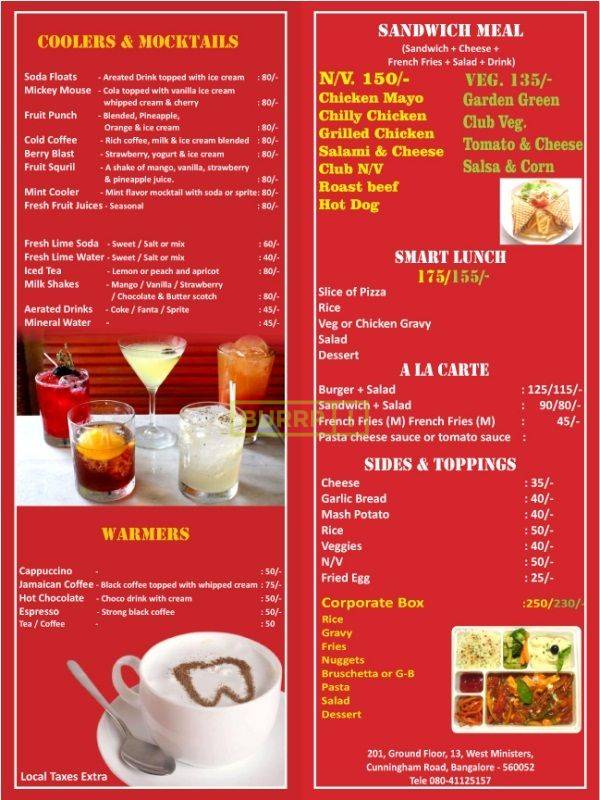 COOLERS & MOCKTAILS
Soda Floats - Areated Drink topped with ice cream : 80/-
Mickey Mouse - Cola topped with vanilla ice cream
whipped cream & cherry : 80/-
Fruit Punch - Blended, Pineapple,
Orange & ice cream : 80/-
Cold Coffee - Rich coffee, milk & ice cream blended : 80/-
Berry Blast - Strawberry, yogurt & ice cream : 80/-
Fruit Squril - A shake of mango, vanilla, strawberry
& pineapple juice. : 80/-
Mint Cooler - Mint flavor mocktail with soda or sprite: 80/-
Fresh Fruit Juices - Seasonal : 80/-
Fresh Lime Soda - Sweet / Salt or mix : 60/-
Fresh Lime Water - Sweet / Salt or mix : 40/-
Iced Tea - Lemon or peach and apricot : 80/-
Milk Shakes - Mango / Vanilla / Strawberry
/ Chocolate & Butter scotch : 80/-
Aerated Drinks - Coke / Fanta / Sprite : 45/-
Mineral Water - : 45/-
WARMERS
Cappuccino - : 50/-
Jamaican Coffee - Black coffee topped with whipped cream : 75/-
Hot Chocolate - Choco drink with cream : 50/-
Espresso - Strong black coffee : 50/-
Tea / Coffee - : 50
Local Taxes Extra
SANDWICH MEAL
(Sandwich + Cheese +
French Fries + Salad + Drink)
N/V. 150/-
Chicken Mayo
Chilly Chicken
Grilled Chicken
Salami & Cheese
Club N/V
Roast beef
Hot Dog
VEG. 135/-
Garden Green
Club Veg.
Tomato & Cheese
Salsa & Corn
SMART LUNCH
175/155/-
Slice of Pizza
Rice
Veg or Chicken Gravy
Salad
Dessert
A LA CARTE
Burger + Salad : 125/115/-
Sandwich + Salad : 90/80/-
French Fries (M) French Fries (M) : 45/-
Pasta cheese sauce or tomato sauce :
SIDES & TOPPINGS
Cheese : 35/-
Garlic Bread : 40/-
Mash Potato : 40/-
Rice : 50/-
Veggies : 40/-
N/V : 50/-
Fried Egg : 25/-
Corporate Box :250/230/-
Rice
Gravy
Fries
Nuggets
Bruschetta or G-B
Pasta
Salad
Dessert
201, Ground Floor, 13, West Ministers,
Cunningham Road, Bangalore - 560052
Tele 080-41125157